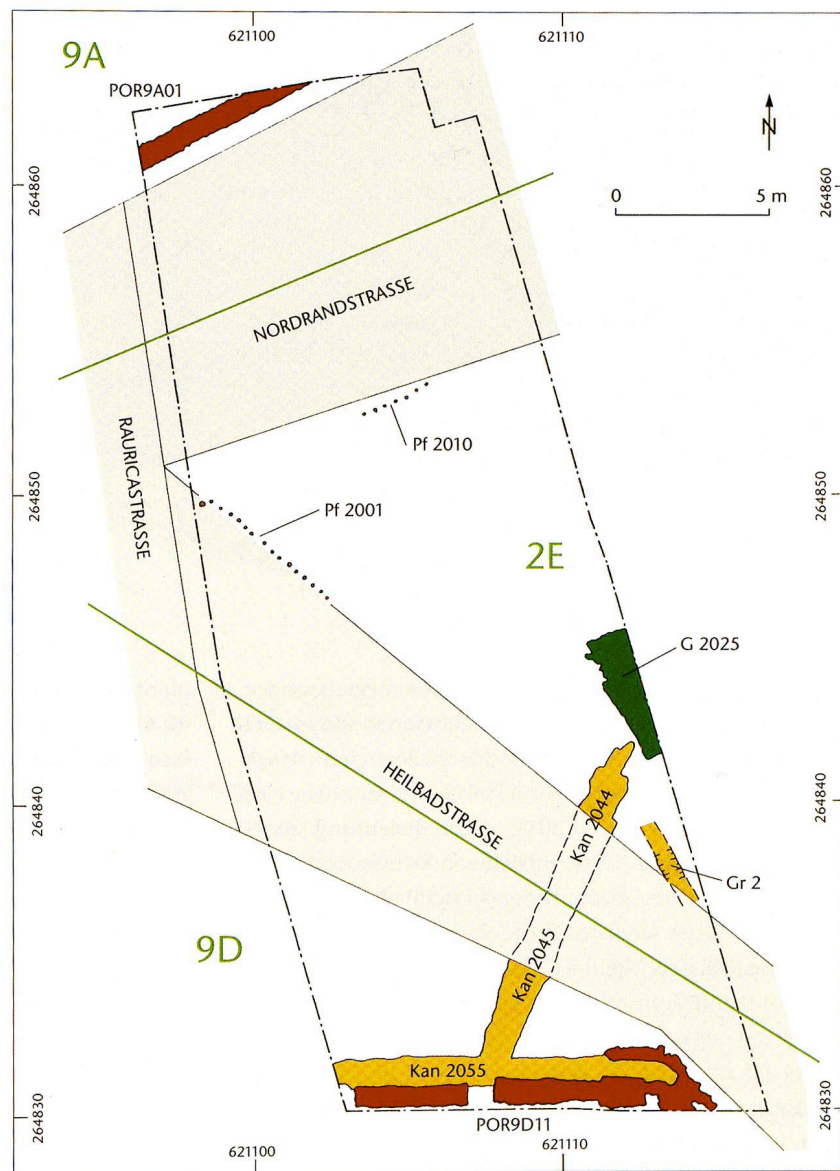 621100
621110
9A
POR9A01
N
264860
264860
0 5 m
NORDRANDSTRASSE
RAURICASTRASSE
Pf 2010
264850
264850
Pf 2001
2E
G 2025
HEILBADSTRASSE
264840
264840
Kan 2044
Gr 2
9D
Kan 2045
Kan 2055
264830
264830
POR9D11
621100
621110